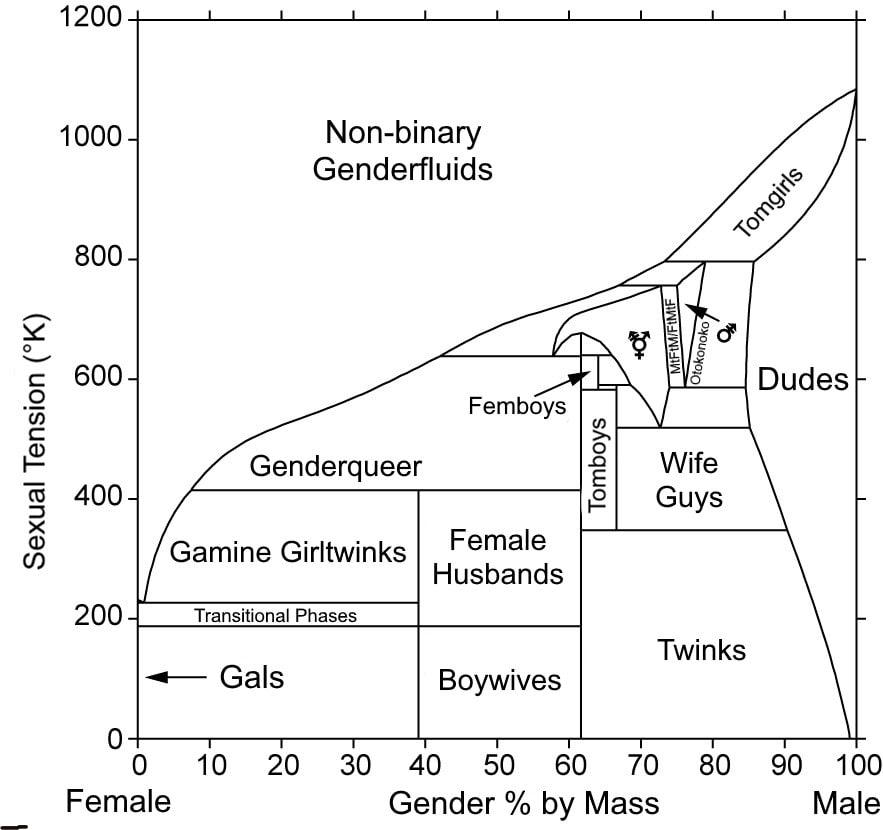 1200
1000
800
600
400
200
0
Sexual Tension (°K)
Non-binary
Genderfluids
Tomgirls
⚧
MtFtM/FtMtF
Otokonoko
Dudes
Femboys
Tomboys
Wife
Guys
Genderqueer
Gamine Girltwinks
Female
Husbands
Transitional Phases
Gals
Boywives
Twinks
0 10 20 30 40 50 60 70 80 90 100
Female Gender % by Mass Male